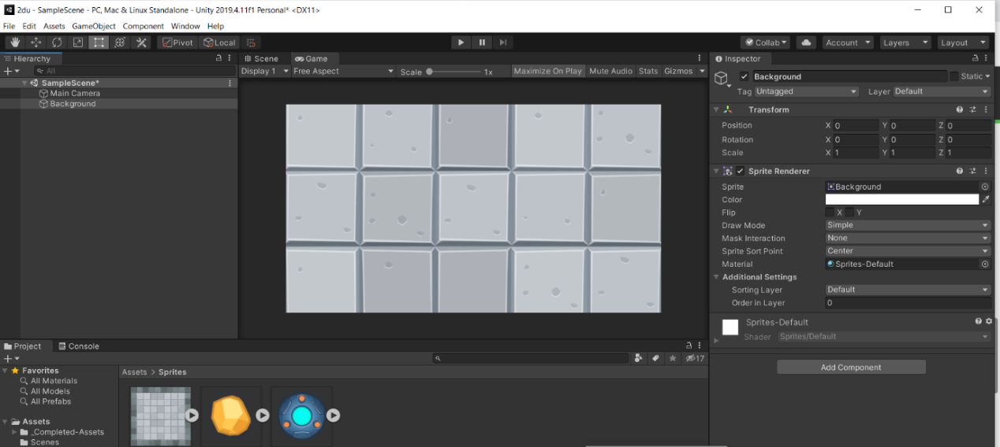 2du - SampleScene - PC, Mac & Linux Standalone - Unity 2019.4.11f1 Personal* <DX11>
File Edit Assets GameObject Component Window Help
Pivot Local Collab Account Layers Layout
Hierarchy
All
SampleScene*
Main Camera
Background
Scene Game
Display 1 Free Aspect Scale 1x Maximize On Play Mute Audio Stats Gizmos
Inspector
Background Static
Tag Untagged Layer Default
Transform
Position X 0 Y 0 Z 0
Rotation X 0 Y 0 Z 0
Scale X 1 Y 1 Z 1
Sprite Renderer
Sprite Background
Color
Flip X Y
Draw Mode Simple
Mask Interaction None
Sprite Sort Point Center
Material Sprites-Default
Additional Settings
Sorting Layer Default
Order in Layer 0
Sprites-Default
Shader Sprites/Default
Add Component
Project Console
17
Favorites
All Materials
All Models
All Prefabs
Assets
_Completed-Assets
Scenes
Assets > Sprites